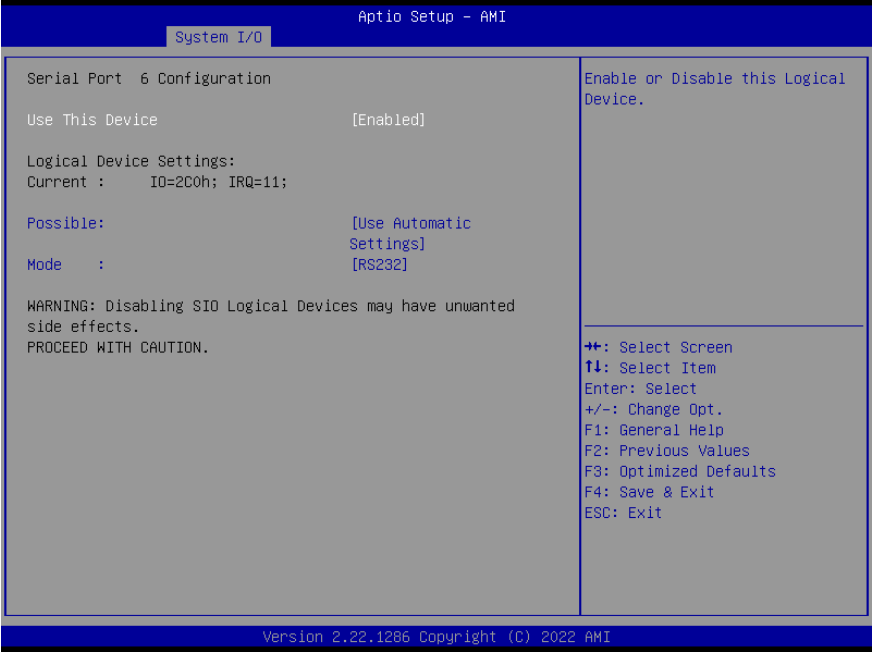 Aptio Setup – AMI
System I/O
Serial Port  6 Configuration
Use This Device [Enabled]
Logical Device Settings:
Current :     IO=2C0h; IRQ=11;
Possible: [Use Automatic
Settings]
Mode    : [RS232]
WARNING: Disabling SIO Logical Devices may have unwanted
side effects.
PROCEED WITH CAUTION.
Enable or Disable this Logical
Device.
→←: Select Screen
↑↓: Select Item
Enter: Select
+/-: Change Opt.
F1: General Help
F2: Previous Values
F3: Optimized Defaults
F4: Save & Exit
ESC: Exit
Version 2.22.1286 Copyright (C) 2022 AMI